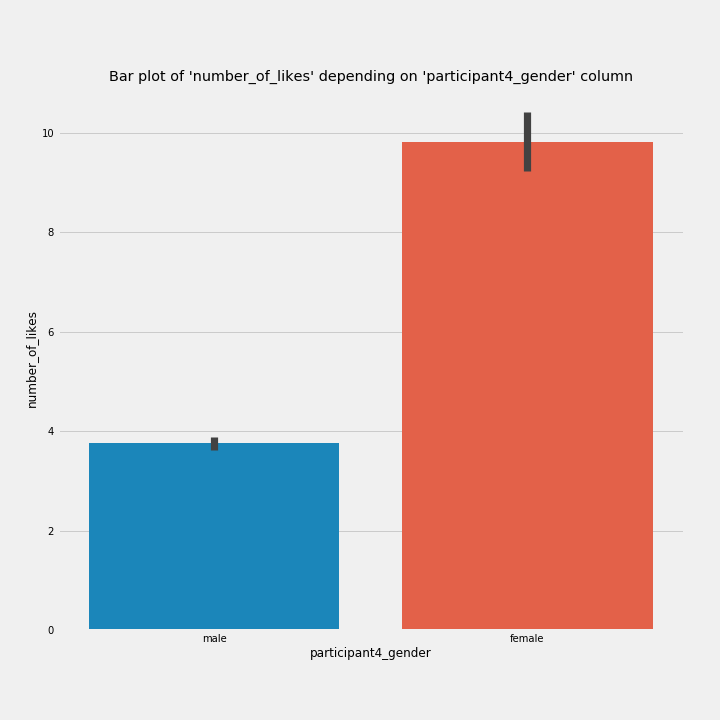 Bar plot of 'number_of_likes' depending on 'participant4_gender' column
10
8
6
4
2
0
number_of_likes
male
female
participant4_gender